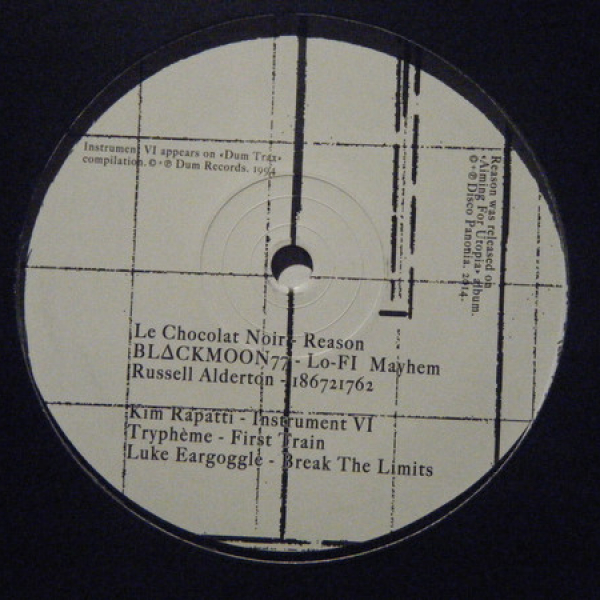 Instrument VI appears on «Dum Trax»
compilation. ©+℗ Dum Records. 1994
Reason was released on
«Aiming For Utopia» album.
©+℗ Disco Panonia. 2014.
Le Chocolat Noir - Reason
BLΔCKMOON77 - Lo-FI Mayhem
Russell Alderton - 186721762
Kim Rapatti - Instrument VI
Tryphème - First Train
Luke Eargoggle - Break The Limits